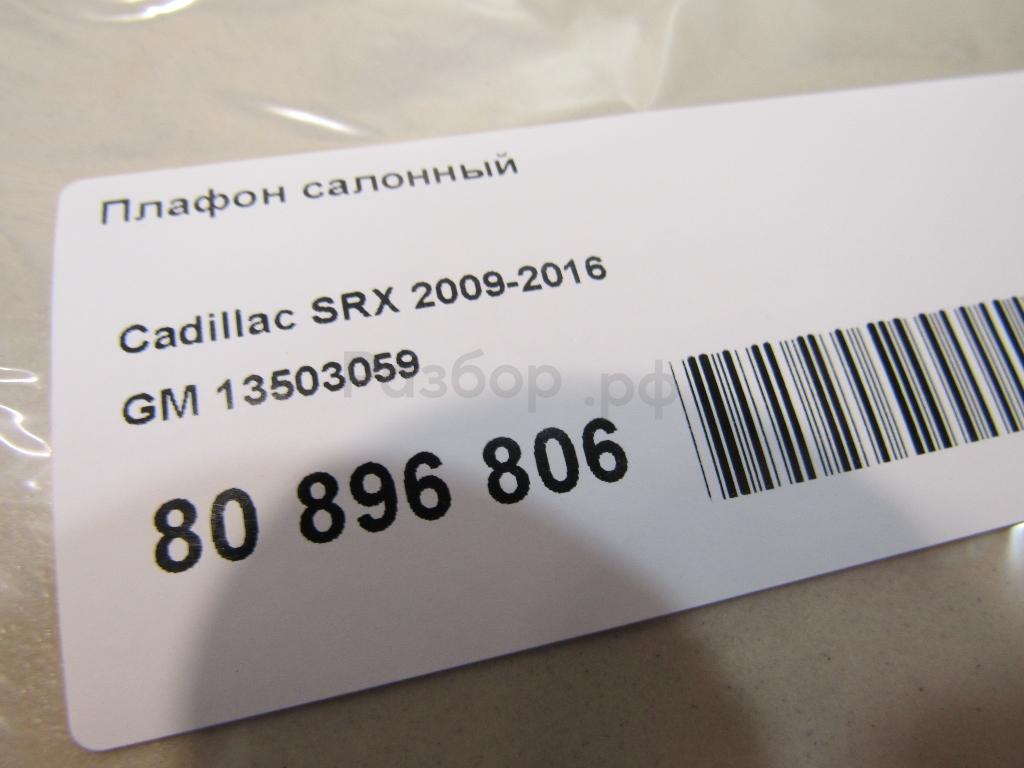 Плафон салонный
Cadillac SRX 2009-2016
GM 13503059
Разбор.рф
80 896 806